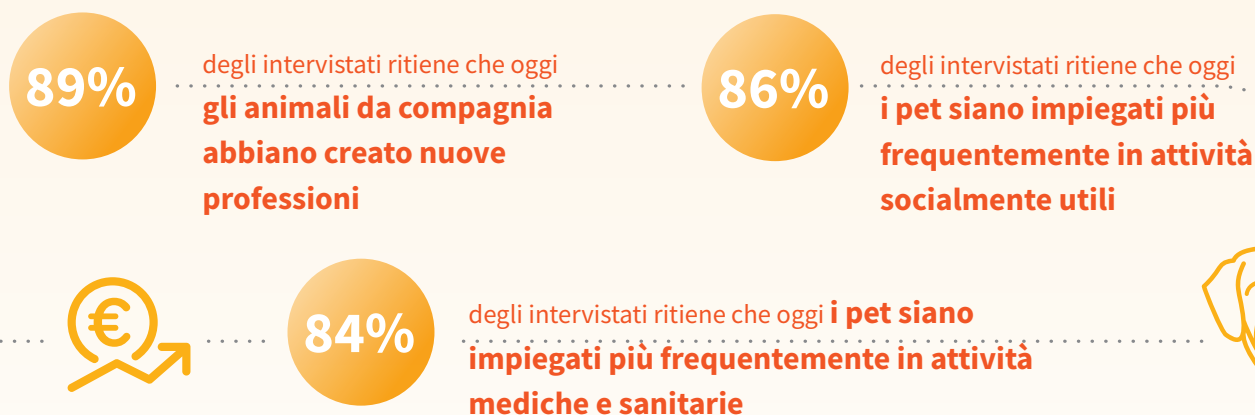 89%
degli intervistati ritiene che oggi
gli animali da compagnia
abbiano creato nuove
professioni
86%
degli intervistati ritiene che oggi
i pet siano impiegati più
frequentemente in attività
socialmente utili
€
84%
degli intervistati ritiene che oggi i pet siano
impiegati più frequentemente in attività
mediche e sanitarie